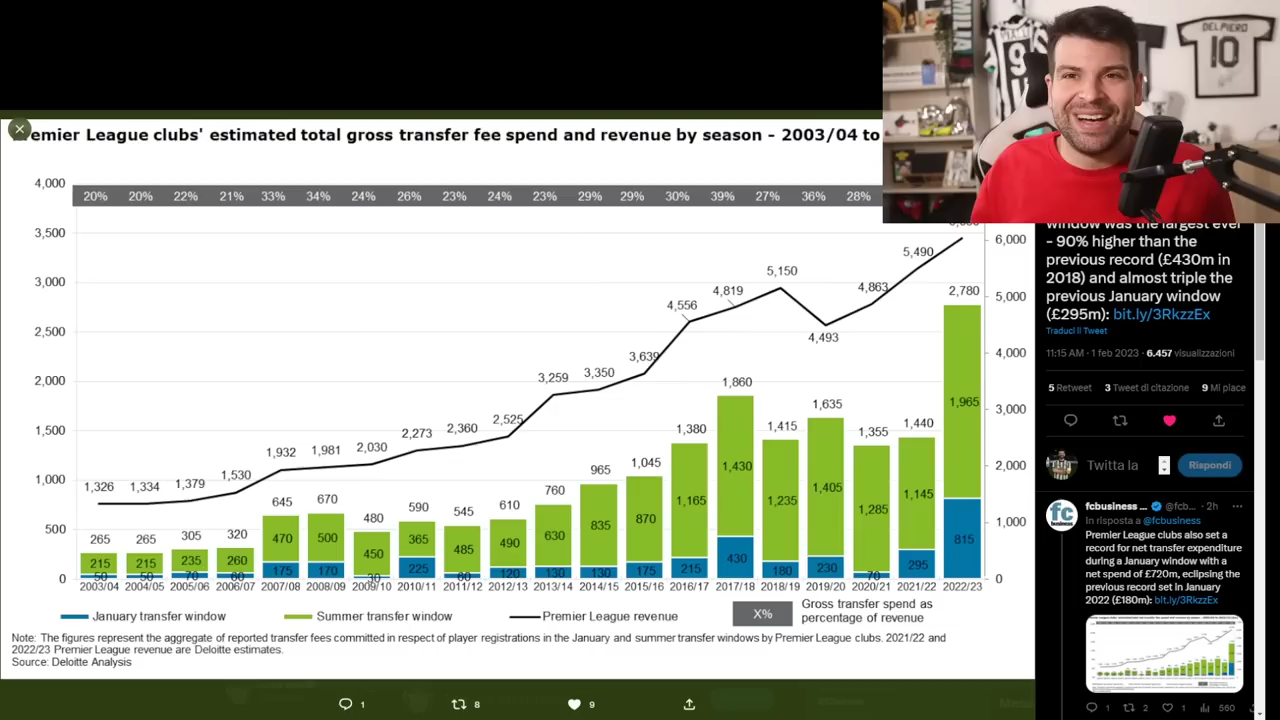 MILIA
VIALLI
9
DEL PIERO
10
emier League clubs' estimated total gross transfer fee spend and revenue by season - 2003/04 to
4,000
20% 20% 22% 21% 33% 34% 24% 26% 23% 24% 23% 29% 29% 30% 39% 27% 36% 28%
3,500
3,000
2,500
2,000
1,500
1,000
500
0
6,000
5,000
4,000
3,000
2,000
1,000
0
1,326 1,334 1,379 1,530 1,932 1,981 2,030 2,273 2,360 2,525 3,259 3,350 3,639 4,556 4,819 5,150 4,493 4,863 5,490
265 265 305 320 645 670 480 590 545 610 760 965 1,045 1,380 1,860 1,415 1,635 1,355 1,440 2,780
215 215 235 260 470 500 450 365 485 490 630 835 870 1,165 1,430 1,235 1,405 1,285 1,145 1,965
50 50 70 60 175 170 30 225 60 120 130 130 175 215 430 180 230 70 295 815
2003/04 2004/05 2005/06 2006/07 2007/08 2008/09 2009/10 2010/11 2011/12 2012/13 2013/14 2014/15 2015/16 2016/17 2017/18 2018/19 2019/20 2020/21 2021/22 2022/23
January transfer window Summer transfer window Premier League revenue
X% Gross transfer spend as
percentage of revenue
Note: The figures represent the aggregate of reported transfer fees committed in respect of player registrations in the January and summer transfer windows by Premier League clubs. 2021/22 and
2022/23 Premier League revenue are Deloitte estimates.
Source: Deloitte Analysis
1 8 9
window was the largest ever
- 90% higher than the
previous record (£430m in
2018) and almost triple the
previous January window
(£295m): bit.ly/3RkzzEx
Traduci il Tweet
11:15 AM · 1 feb 2023 · 6.457 visualizzazioni
5 Retweet 3 Tweet di citazione 9 Mi piace
Twitta la
Rispondi
fcbusiness ... @fcb... · 2h
In risposta a @fcbusiness
Premier League clubs also set a
record for net transfer expenditure
during a January window with a
net spend of £720m, eclipsing the
previous record set in January
2022 (£180m): bit.ly/3RkzzEx
1 2 1 560
fc
business